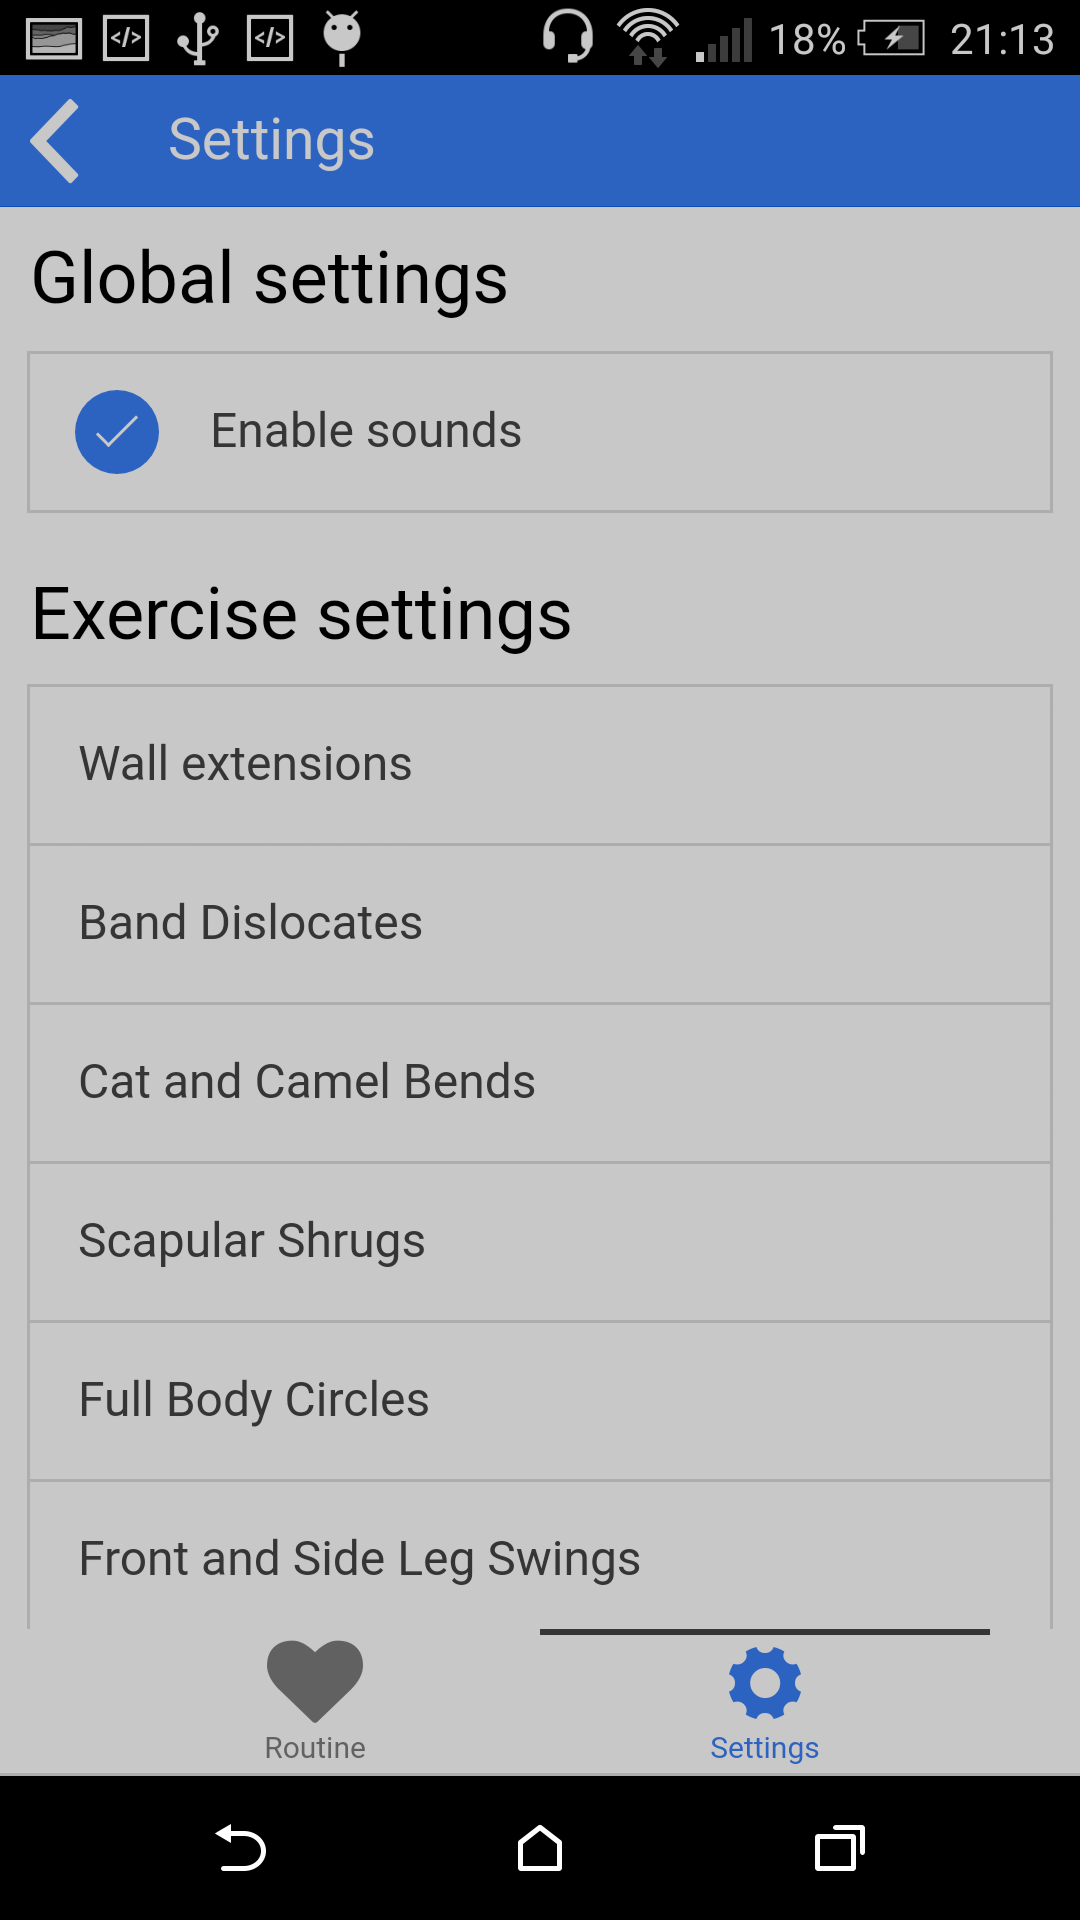 18% 21:13
Settings
Global settings
Enable sounds
Exercise settings
Wall extensions
Band Dislocates
Cat and Camel Bends
Scapular Shrugs
Full Body Circles
Front and Side Leg Swings
Routine Settings